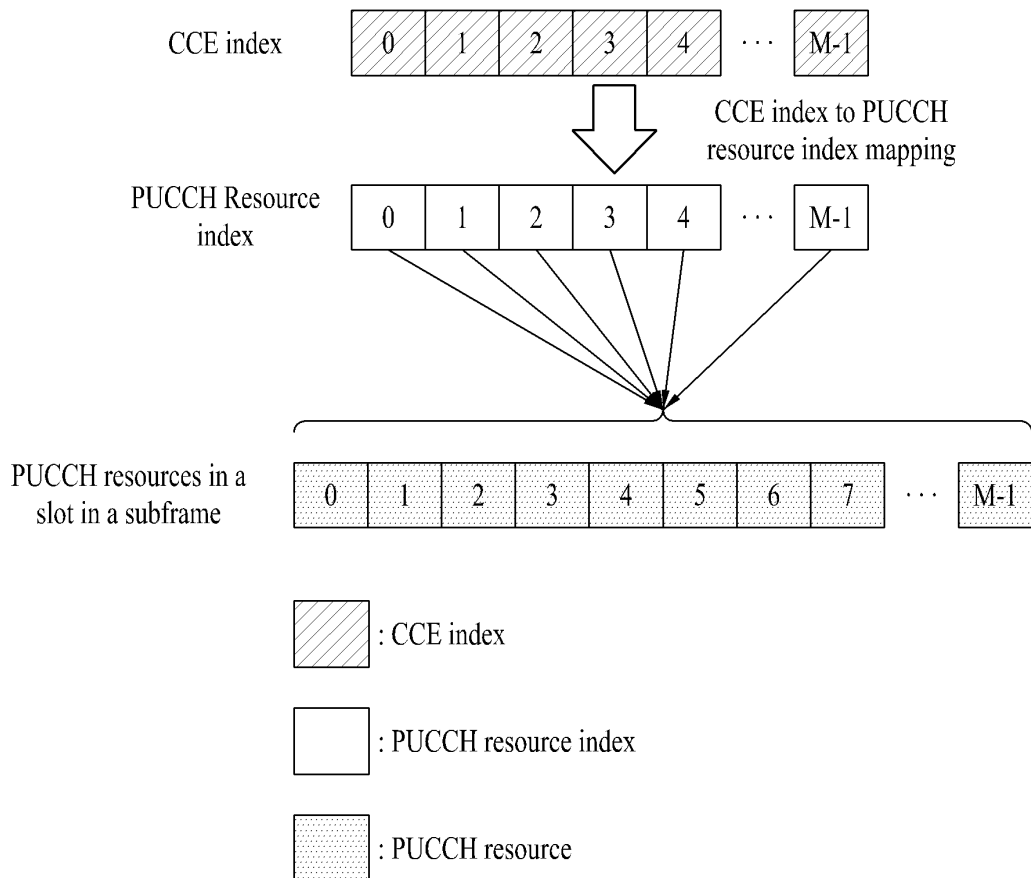 CCE index
0 1 2 3 4 ··· M-1
CCE index to PUCCH
resource index mapping
PUCCH Resource
index
0 1 2 3 4 ··· M-1
PUCCH resources in a
slot in a subframe
0 1 2 3 4 5 6 7 ··· M-1
: CCE index
: PUCCH resource index
: PUCCH resource